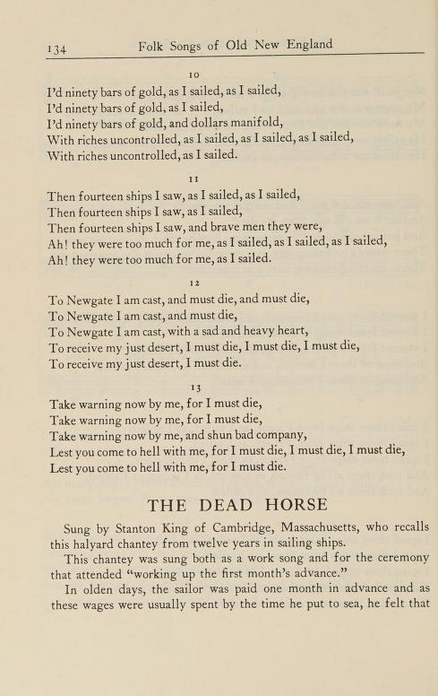 134 Folk Songs of Old New England
10
I'd ninety bars of gold, as I sailed, as I sailed,
I'd ninety bars of gold, as I sailed,
I'd ninety bars of gold, and dollars manifold,
With riches uncontrolled, as I sailed, as I sailed, as I sailed,
With riches uncontrolled, as I sailed.
11
Then fourteen ships I saw, as I sailed, as I sailed,
Then fourteen ships I saw, as I sailed,
Then fourteen ships I saw, and brave men they were,
Ah! they were too much for me, as I sailed, as I sailed, as I sailed,
Ah! they were too much for me, as I sailed.
12
To Newgate I am cast, and must die, and must die,
To Newgate I am cast, and must die,
To Newgate I am cast, with a sad and heavy heart,
To receive my just desert, I must die, I must die, I must die,
To receive my just desert, I must die.
13
Take warning now by me, for I must die,
Take warning now by me, for I must die,
Take warning now by me, and shun bad company,
Lest you come to hell with me, for I must die, I must die, I must die,
Lest you come to hell with me, for I must die.
THE DEAD HORSE
Sung by Stanton King of Cambridge, Massachusetts, who recalls
this halyard chantey from twelve years in sailing ships.
This chantey was sung both as a work song and for the ceremony
that attended "working up the first month's advance."
In olden days, the sailor was paid one month in advance and as
these wages were usually spent by the time he put to sea, he felt that